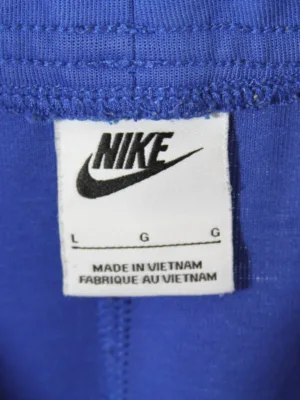 NIKE
L G G
MADE IN VIETNAM
FABRIQUE AU VIETNAM